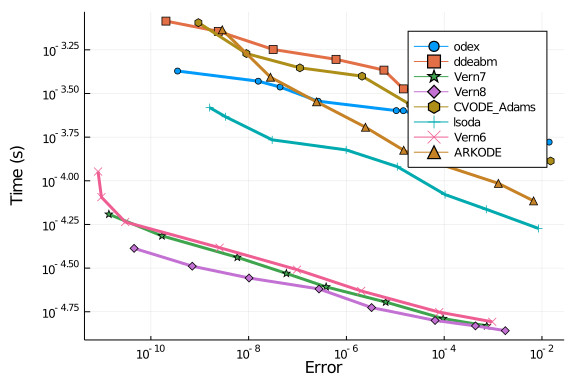 10^-3.25
10^-3.50
10^-3.75
10^-4.00
10^-4.25
10^-4.50
10^-4.75
Time (s)
odex
ddeabm
Vern7
Vern8
CVODE_Adams
lsoda
Vern6
ARKODE
10^-10 10^-8 10^-6 10^-4 10^-2
Error